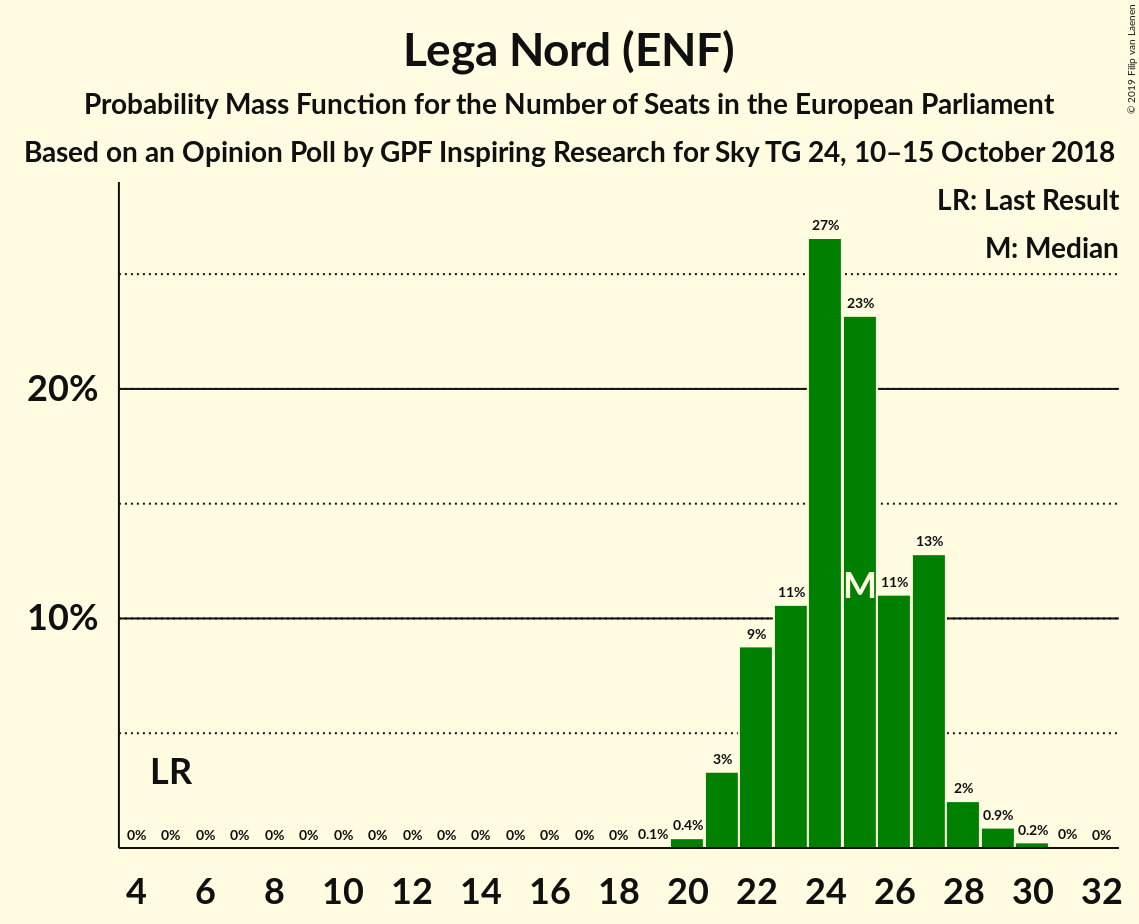 Lega Nord (ENF)
Probability Mass Function for the Number of Seats in the European Parliament
Based on an Opinion Poll by GPF Inspiring Research for Sky TG 24, 10–15 October 2018
© 2019 Filip van Laenen
LR: Last Result
M: Median
27%
23%
20%
13%
11%
11%
M
10%
9%
3%
LR
2%
0% 0% 0% 0% 0% 0% 0% 0% 0% 0% 0% 0% 0% 0% 0% 0.1% 0.4% 0.9% 0.2% 0% 0%
4 6 8 10 12 14 16 18 20 22 24 26 28 30 32